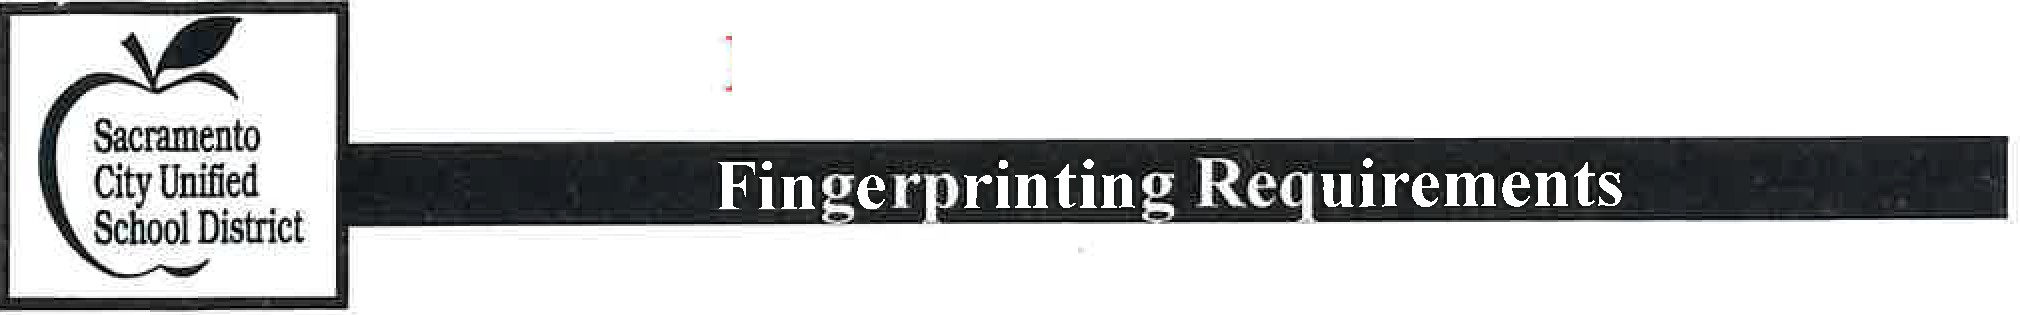 Sacramento
City Unified
School District
Fingerprinting Requirements